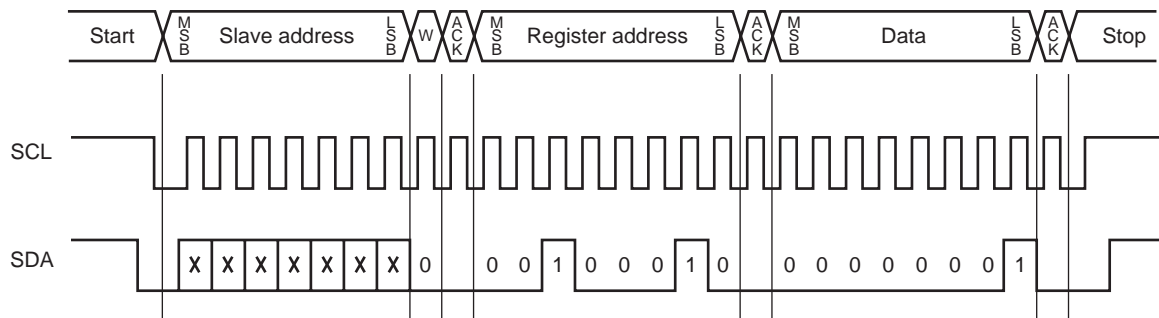 Start MSB Slave address LSB W ACK MSB Register address LSB ACK MSB Data LSB ACK Stop
SCL
SDA X X X X X X X 0 0 0 1 0 0 0 1 0 0 0 0 0 0 0 0 1